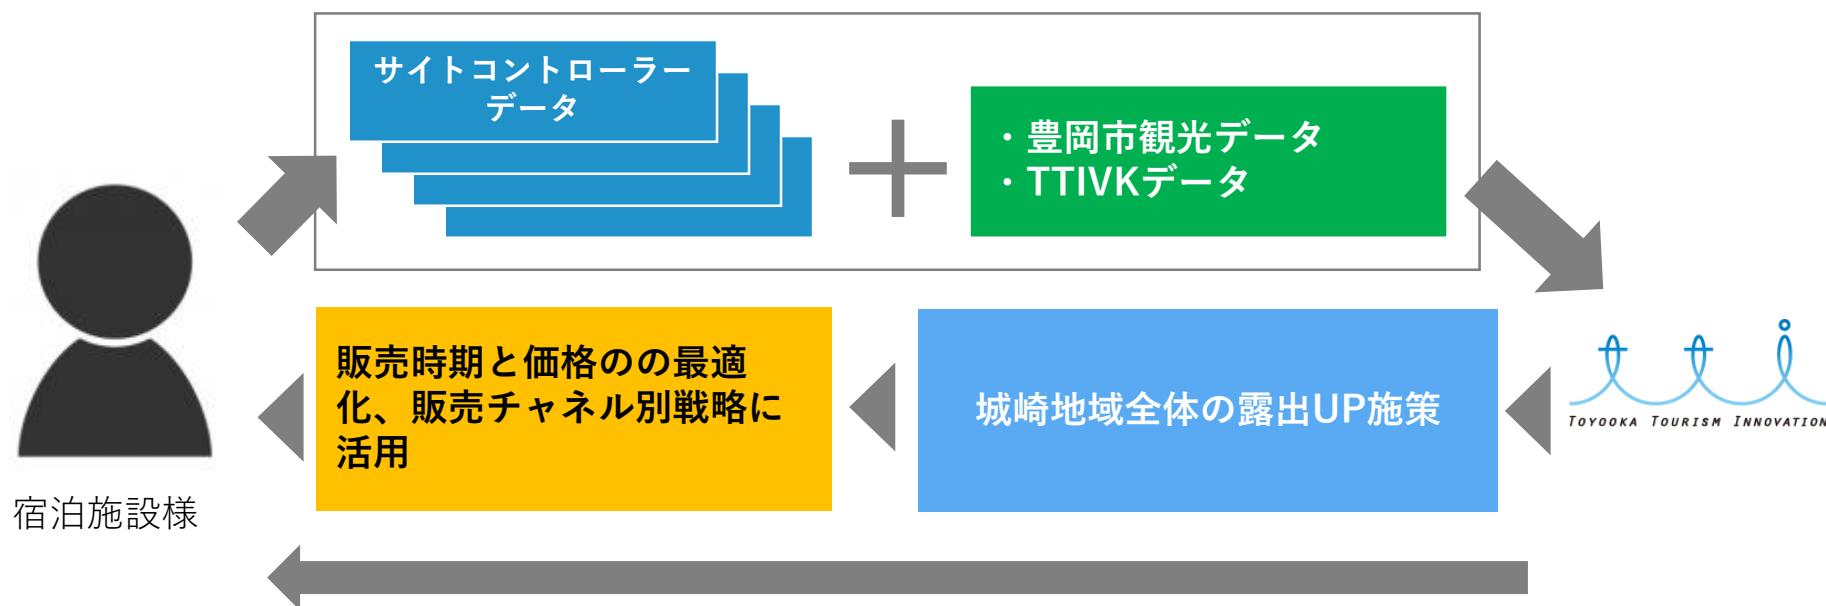 サイトコントローラー
データ
・豊岡市観光データ
・TTIVKデータ
販売時期と価格のの最適
化、販売チャネル別戦略に
活用
城崎地域全体の露出UP施策
tti
TOYOOKA TOURISM INNOVATION
宿泊施設様